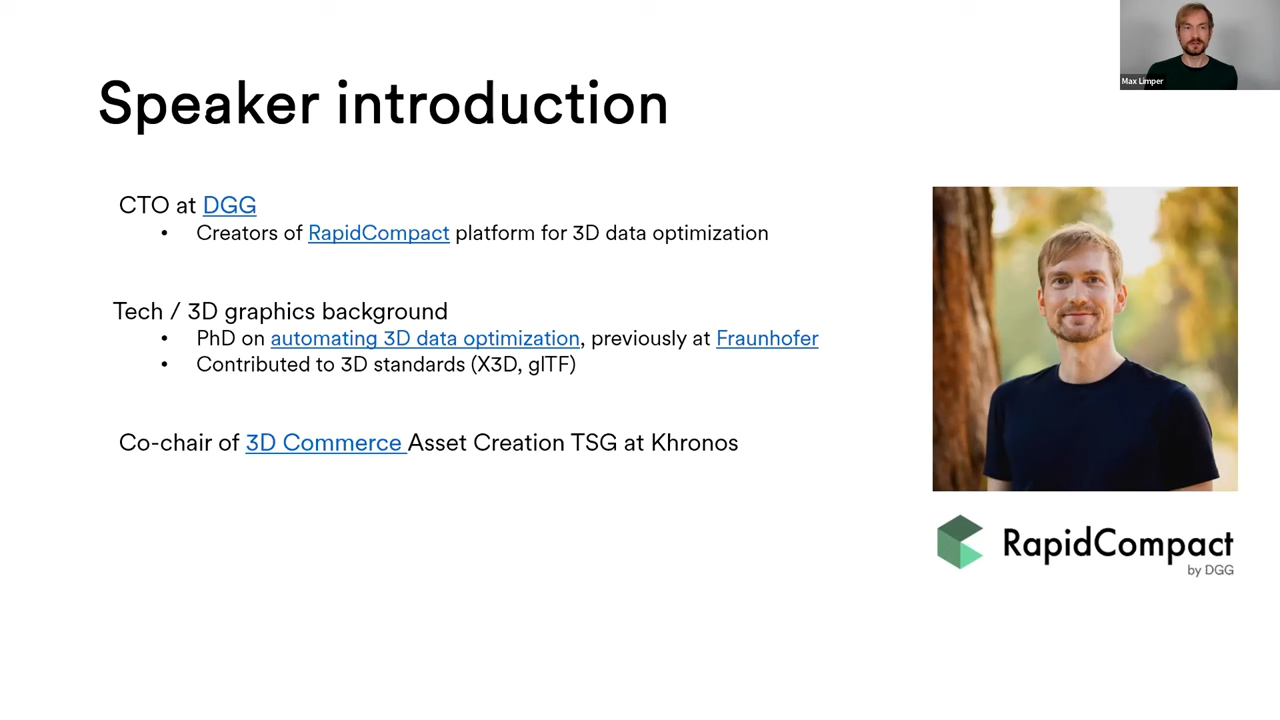 Max Limper
Speaker introduction
CTO at DGG
• Creators of RapidCompact platform for 3D data optimization
Tech / 3D graphics background
• PhD on automating 3D data optimization, previously at Fraunhofer
• Contributed to 3D standards (X3D, glTF)
Co-chair of 3D Commerce Asset Creation TSG at Khronos
RapidCompact
by DGG